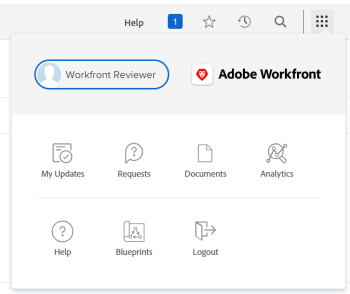 Help 1
Workfront Reviewer Adobe Workfront
My Updates Requests Documents Analytics
Help Blueprints Logout